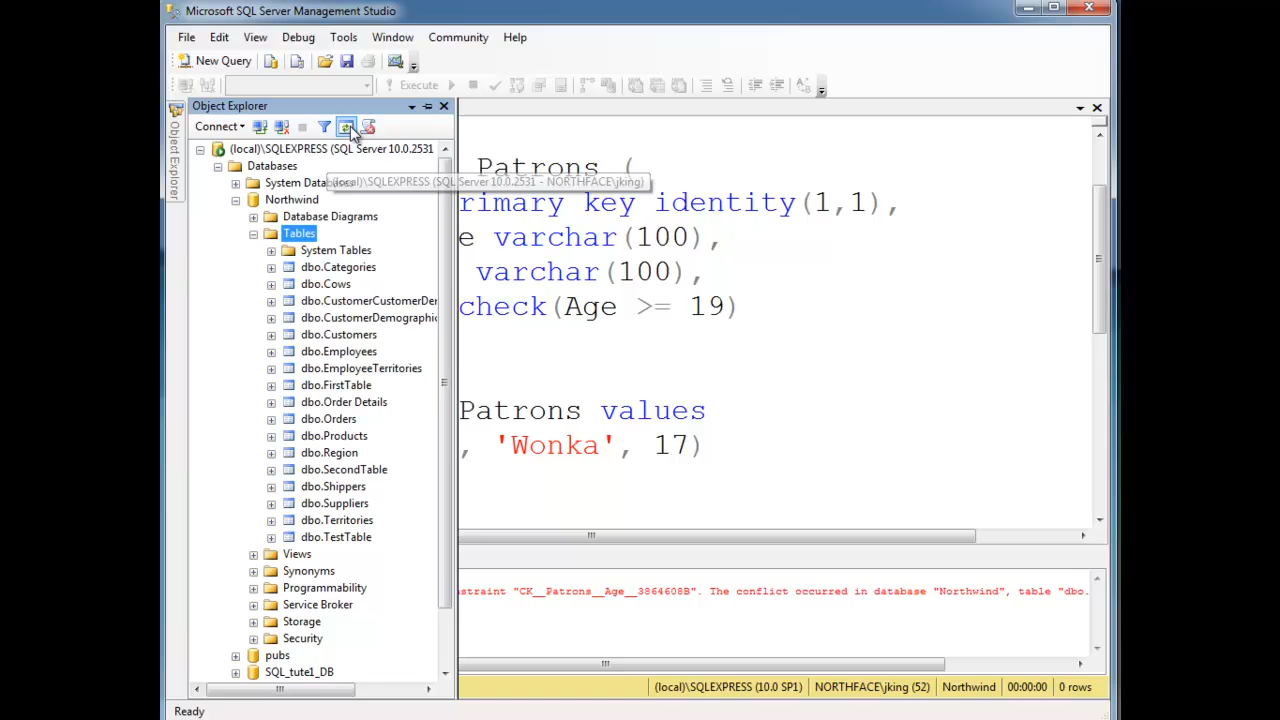 Microsoft SQL Server Management Studio
File Edit View Debug Tools Window Community Help
New Query
Execute
Object Explorer
Object Explorer
Connect
(local)\SQLEXPRESS (SQL Server 10.0.2531
Databases
System Databases
(local)\SQLEXPRESS (SQL Server 10.0.2531 - NORTHFACE\jking)
Northwind
Database Diagrams
Tables
System Tables
dbo.Categories
dbo.Cows
dbo.CustomerCustomerDer
dbo.CustomerDemographic
dbo.Customers
dbo.Employees
dbo.EmployeeTerritories
dbo.FirstTable
dbo.Order Details
dbo.Orders
dbo.Products
dbo.Region
dbo.SecondTable
dbo.Shippers
dbo.Suppliers
dbo.Territories
dbo.TestTable
Views
Synonyms
Programmability
Service Broker
Storage
Security
pubs
SQL_tute1_DB
Patrons (
rimary key identity(1,1),
e varchar(100),
varchar(100),
check(Age >= 19)
Patrons values
, 'Wonka', 17)
straint "CK__Patrons__Age__3864608B". The conflict occurred in database "Northwind", table "dbo.
(local)\SQLEXPRESS (10.0 SP1) NORTHFACE\jking (52) Northwind 00:00:00 0 rows
Ready